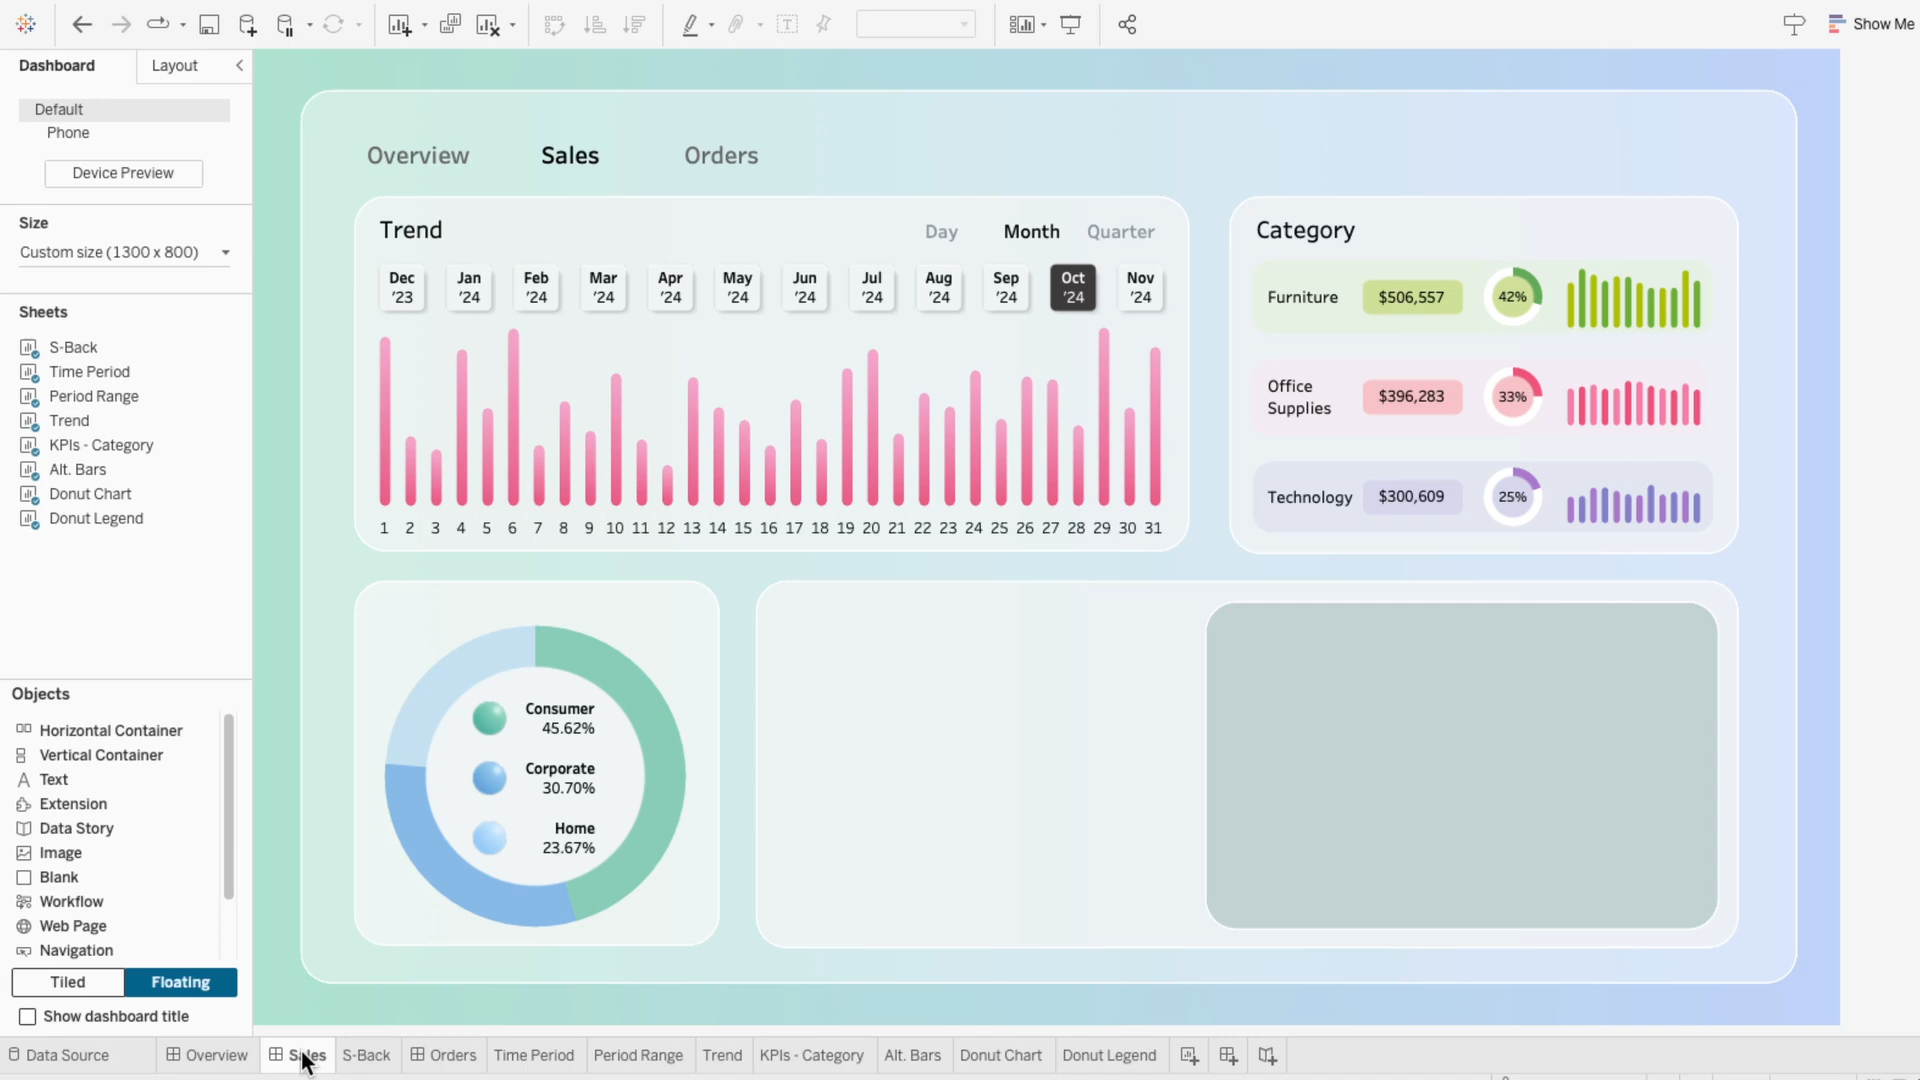 Show Me
Dashboard
Layout
Default
Phone
Device Preview
Size
Custom size (1300 x 800)
Sheets
S-Back
Time Period
Period Range
Trend
KPIs - Category
Alt. Bars
Donut Chart
Donut Legend
Objects
Horizontal Container
Vertical Container
Text
Extension
Data Story
Image
Blank
Workflow
Web Page
Navigation
Tiled Floating
Show dashboard title
Overview Sales Orders
Trend
Day Month Quarter
Dec Jan Feb Mar Apr May Jun Jul Aug Sep Oct Nov
'23 '24 '24 '24 '24 '24 '24 '24 '24 '24 '24 '24
1 2 3 4 5 6 7 8 9 10 11 12 13 14 15 16 17 18 19 20 21 22 23 24 25 26 27 28 29 30 31
Category
Furniture $506,557 42%
Office
Supplies
$396,283 33%
Technology $300,609 25%
Consumer
45.62%
Corporate
30.70%
Home
23.67%
Data Source Overview Sales S-Back Orders Time Period Period Range Trend KPIs - Category Alt. Bars Donut Chart Donut Legend